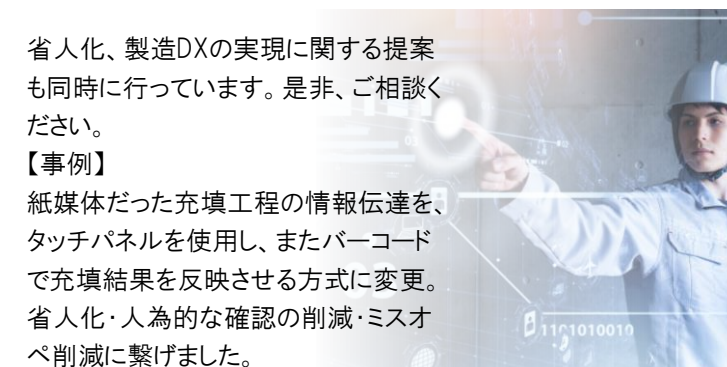 省人化、製造DXの実現に関する提案
も同時に行っています。是非、ご相談く
ださい。
【事例】
紙媒体だった充填工程の情報伝達を、
タッチパネルを使用し、またバーコード
で充填結果を反映させる方式に変更。
省人化・人為的な確認の削減・ミスオ
ペ削減に繋げました。